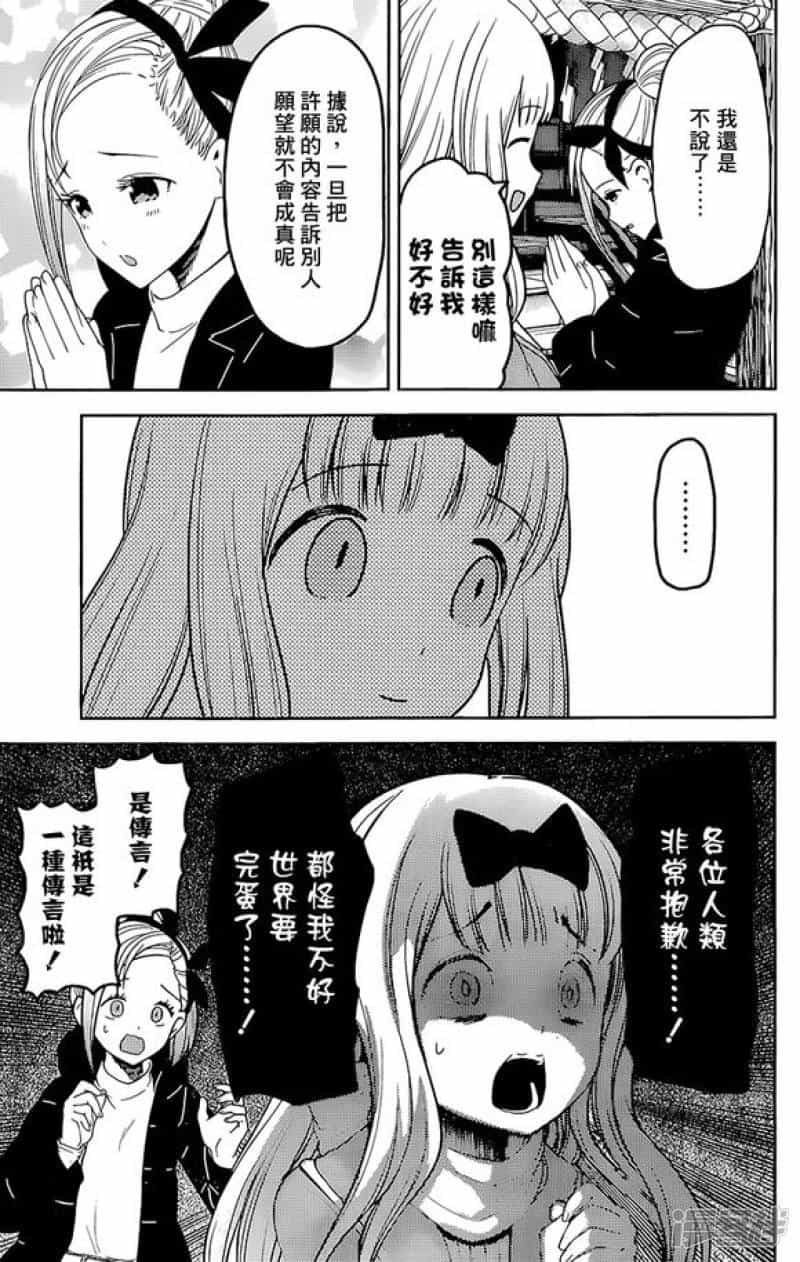 我還是
不說了……
別這樣嘛
告訴我
好不好
據說，一旦把
許願的內容告訴別人
願望就不會成真呢
………
各位人類
非常抱歉……！
都怪我不好
世界要
完蛋了……！
是傳言！
這祇是
一種傳言啦！